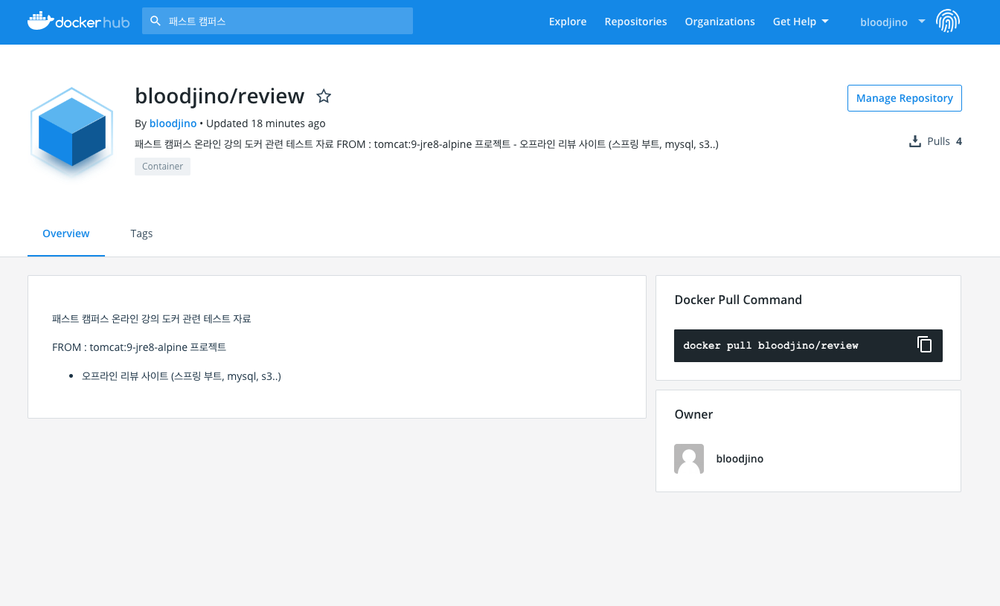 dockerhub
패스트 캠퍼스
Explore
Repositories
Organizations
Get Help
bloodjino
bloodjino/review
Manage Repository
By bloodjino • Updated 18 minutes ago
Pulls 4
패스트 캠퍼스 온라인 강의 도커 관련 테스트 자료 FROM : tomcat:9-jre8-alpine 프로젝트 - 오프라인 리뷰 사이트 (스프링 부트, mysql, s3..)
Container
Overview
Tags
패스트 캠퍼스 온라인 강의 도커 관련 테스트 자료
FROM : tomcat:9-jre8-alpine 프로젝트
• 오프라인 리뷰 사이트 (스프링 부트, mysql, s3..)
Docker Pull Command
docker pull bloodjino/review
Owner
bloodjino